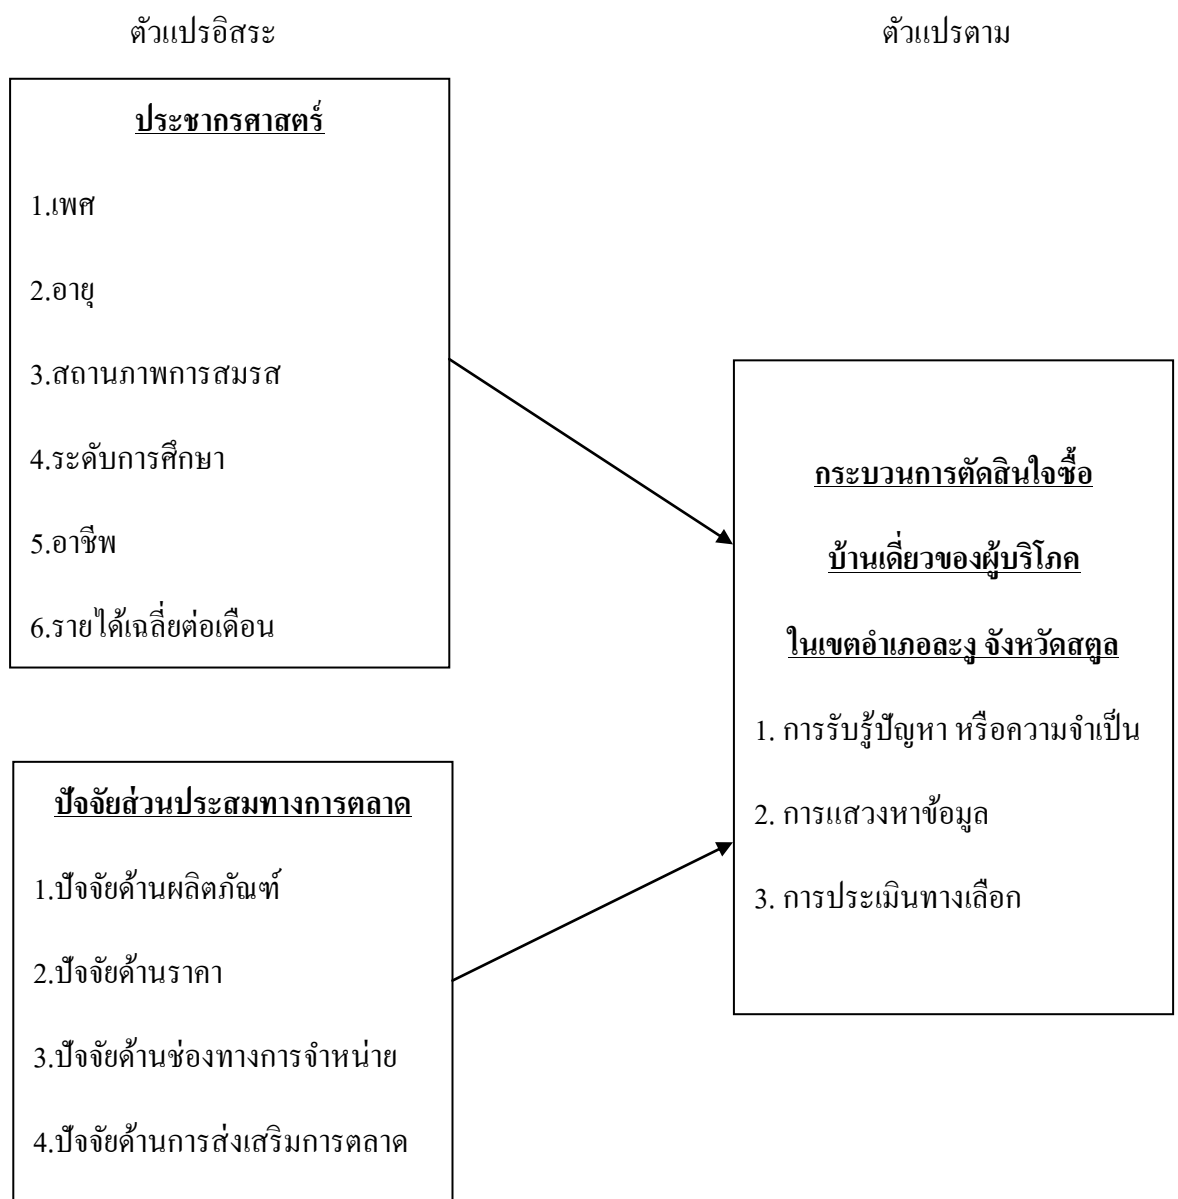 ตัวแปรอิสระ
ตัวแปรตาม
ประชากรศาสตร์
1.เพศ
2.อายุ
3.สถานภาพการสมรส
4.ระดับการศึกษา
5.อาชีพ
6.รายได้เฉลี่ยต่อเดือน
ปัจจัยส่วนประสมทางการตลาด
1.ปัจจัยด้านผลิตภัณฑ์
2.ปัจจัยด้านราคา
3.ปัจจัยด้านช่องทางการจำหน่าย
4.ปัจจัยด้านการส่งเสริมการตลาด
กระบวนการตัดสินใจซื้อ
บ้านเดี่ยวของผู้บริโภค
ในเขตอำเภอละงู จังหวัดสตูล
1. การรับรู้ปัญหา หรือความจำเป็น
2. การแสวงหาข้อมูล
3. การประเมินทางเลือก